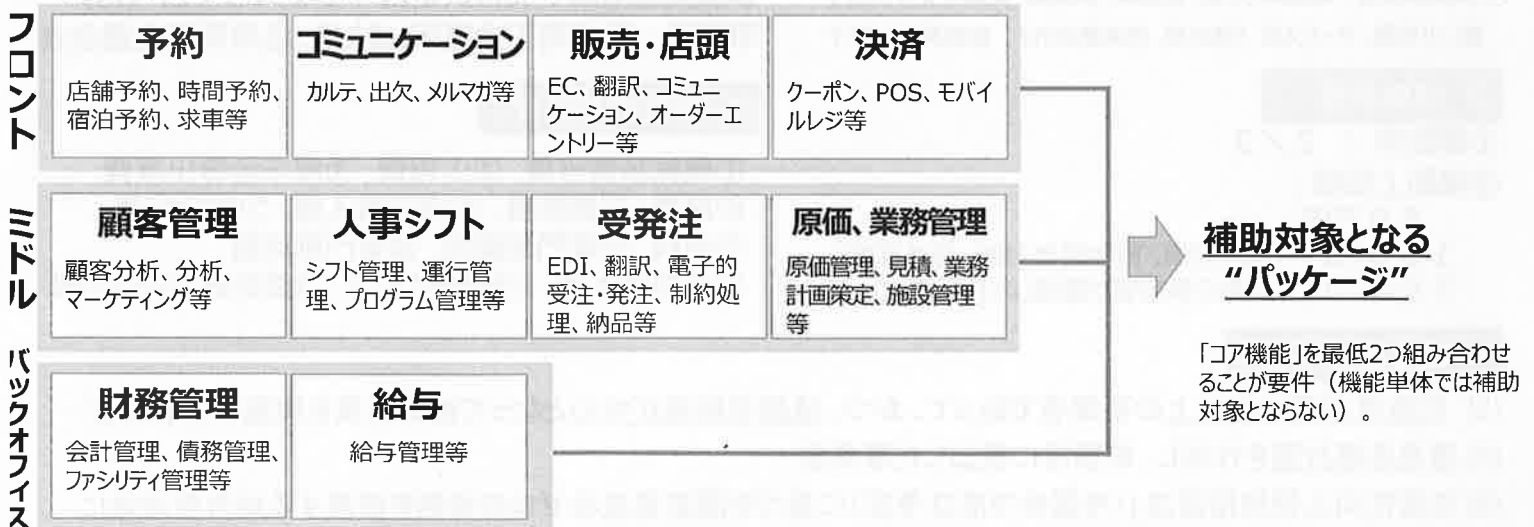 フロント
予約
店舗予約、時間予約、
宿泊予約、求車等
コミュニケーション
カルテ、出欠、メルマガ等
販売・店頭
EC、翻訳、コミュニ
ケーション、オーダーエ
ントリー等
決済
クーポン、POS、モバイ
ルレジ等
ミドル
顧客管理
顧客分析、分析、
マーケティング等
人事シフト
シフト管理、運行管
理、プログラム管理等
受発注
EDI、翻訳、電子的
受注・発注、制約処
理、納品等
原価、業務管理
原価管理、見積、業務
計画策定、施設管理
等
バックオフィス
財務管理
会計管理、債務管理、
ファシリティ管理等
給与
給与管理等
補助対象となる
“パッケージ”
「コア機能」を最低2つ組み合わせ
ることが要件（機能単体では補助
対象とならない）。